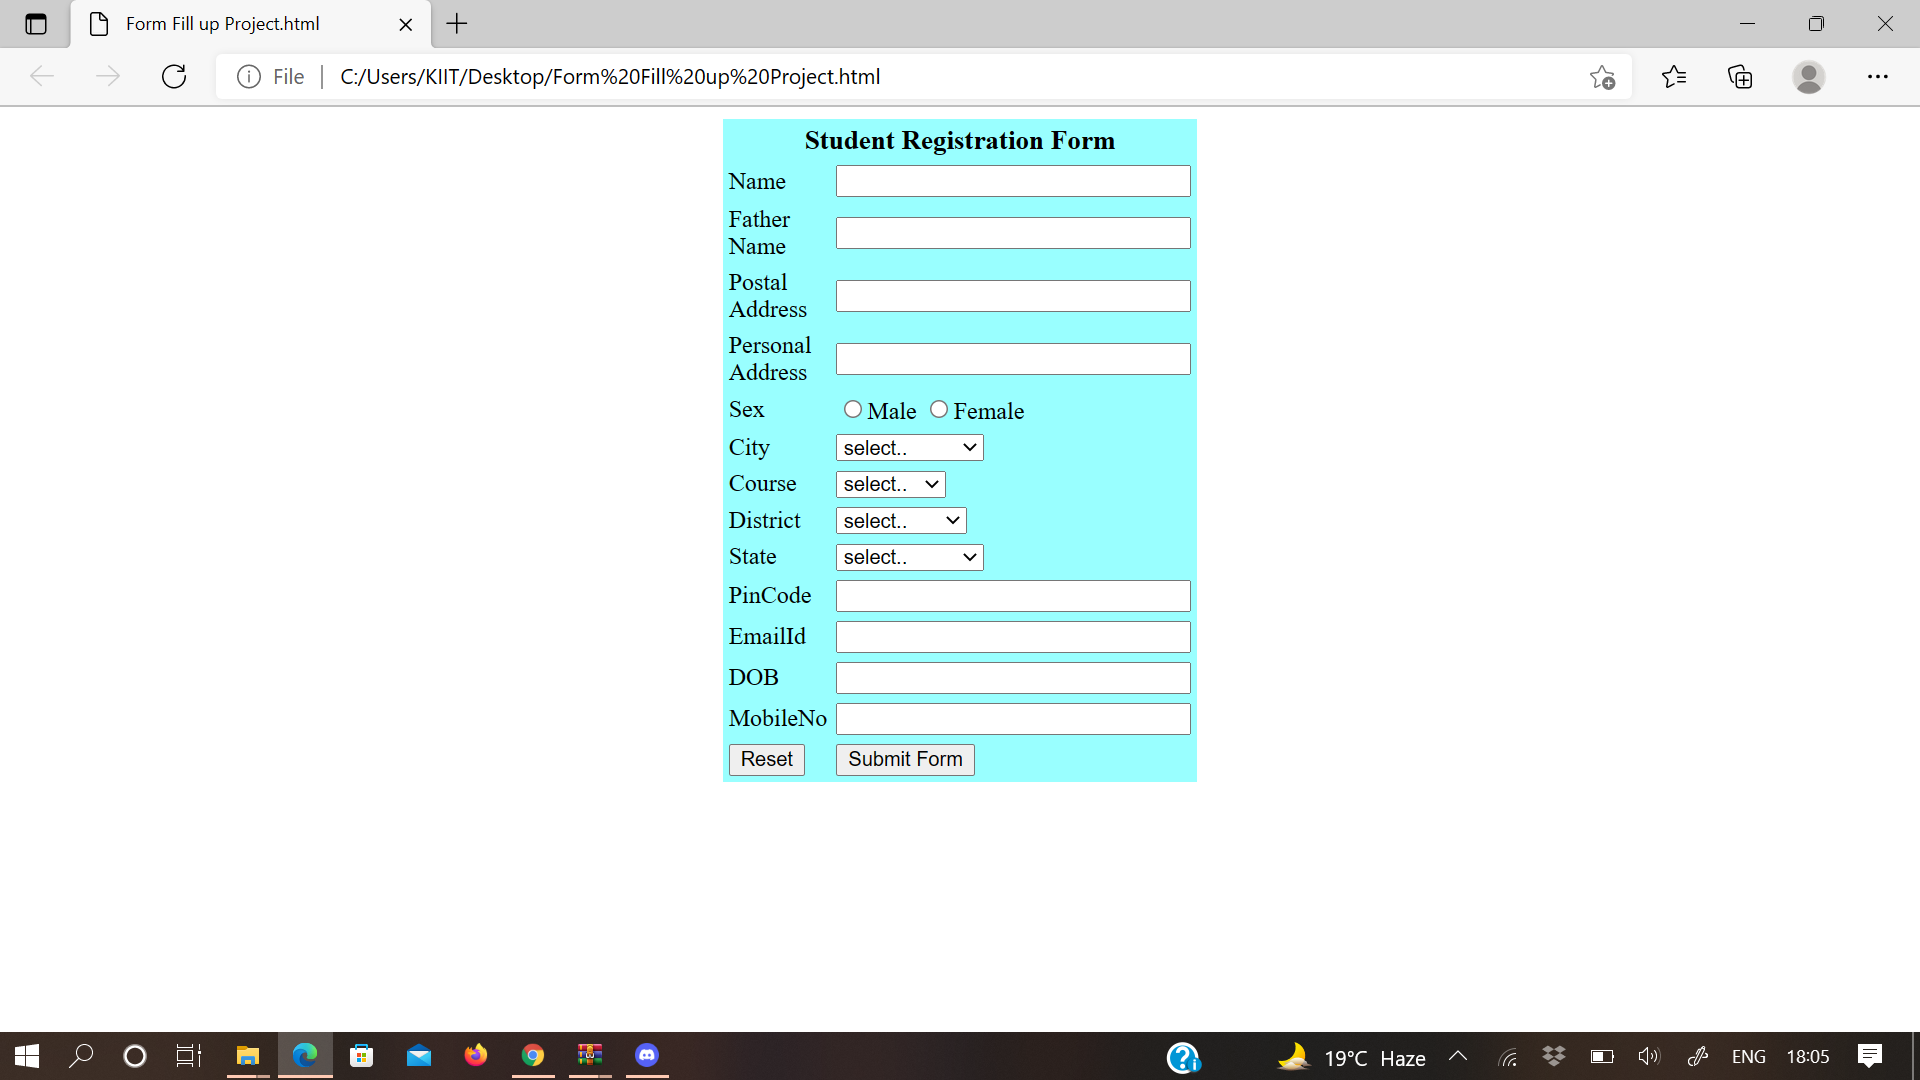 Form Fill up Project.html
File
C:/Users/KIIT/Desktop/Form%20Fill%20up%20Project.html
Student Registration Form
Name
Father
Name
Postal
Address
Personal
Address
Sex Male Female
City select..
Course select..
District select..
State select..
PinCode
EmailId
DOB
MobileNo
Reset Submit Form
19°C Haze ENG 18:05